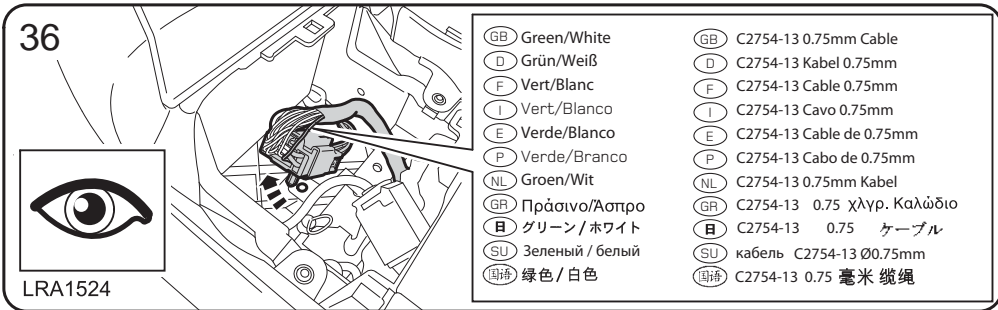 36
LRA1524
GB Green/White
D Grün/Weiß
F Vert/Blanc
I Vert/Blanco
E Verde/Blanco
P Verde/Branco
NL Groen/Wit
GR Πράσινο/Άσπρο
日 グリーン / ホワイト
SU Зеленый / белый
国语 绿色 / 白色
GB C2754-13 0.75mm Cable
D C2754-13 Kabel 0.75mm
F C2754-13 Cable 0.75mm
I C2754-13 Cavo 0.75mm
E C2754-13 Cable de 0.75mm
P C2754-13 Cabo de 0.75mm
NL C2754-13 0.75mm Kabel
GR C2754-13 0.75 χλγρ. Καλώδιο
日 C2754-13 0.75 ケーブル
SU кабель C2754-13 Ø0.75mm
国语 C2754-13 0.75 毫米 缆绳